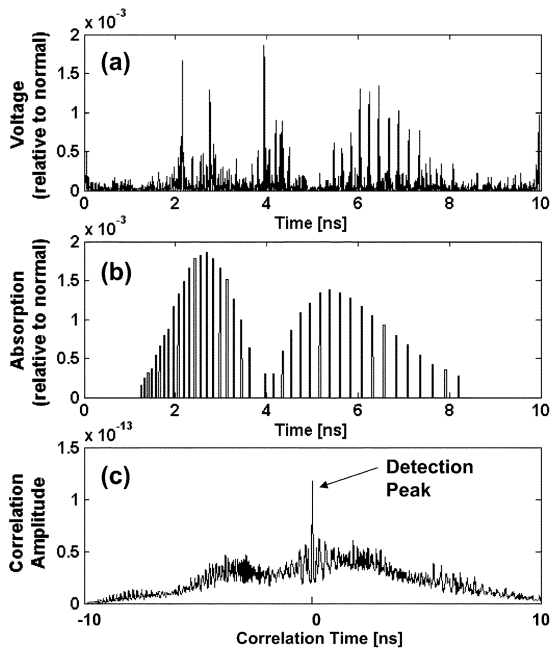 x 10⁻³
2
1.5
1
0.5
0
(a)
Voltage
(relative to normal)
0 2 4 6 8 10
Time [ns]
x 10⁻³
2
1.5
1
0.5
0
(b)
Absorption
(relative to normal)
0 2 4 6 8 10
Time [ns]
x 10⁻¹³
1.5
1
0.5
0
(c)
Detection
Peak
Correlation
Amplitude
-10 0 10
Correlation Time [ns]